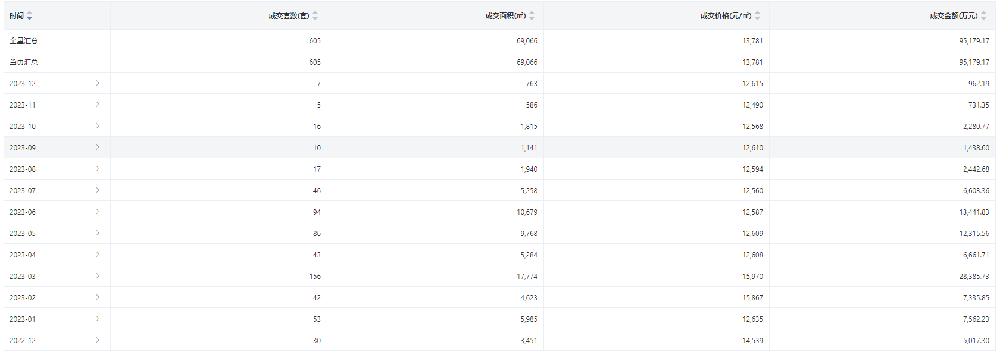 时间 成交套数(套) 成交面积(㎡) 成交价格(元/㎡) 成交金额(万元)
全量汇总 605 69,066 13,781 95,179.17
当页汇总 605 69,066 13,781 95,179.17
2023-12 7 763 12,615 962.19
2023-11 5 586 12,490 731.35
2023-10 16 1,815 12,568 2,280.77
2023-09 10 1,141 12,610 1,438.60
2023-08 17 1,940 12,594 2,442.68
2023-07 46 5,258 12,560 6,603.36
2023-06 94 10,679 12,587 13,441.83
2023-05 86 9,768 12,609 12,315.56
2023-04 43 5,284 12,608 6,661.71
2023-03 156 17,774 15,970 28,385.73
2023-02 42 4,623 15,867 7,335.85
2023-01 53 5,985 12,635 7,562.23
2022-12 30 3,451 14,539 5,017.30